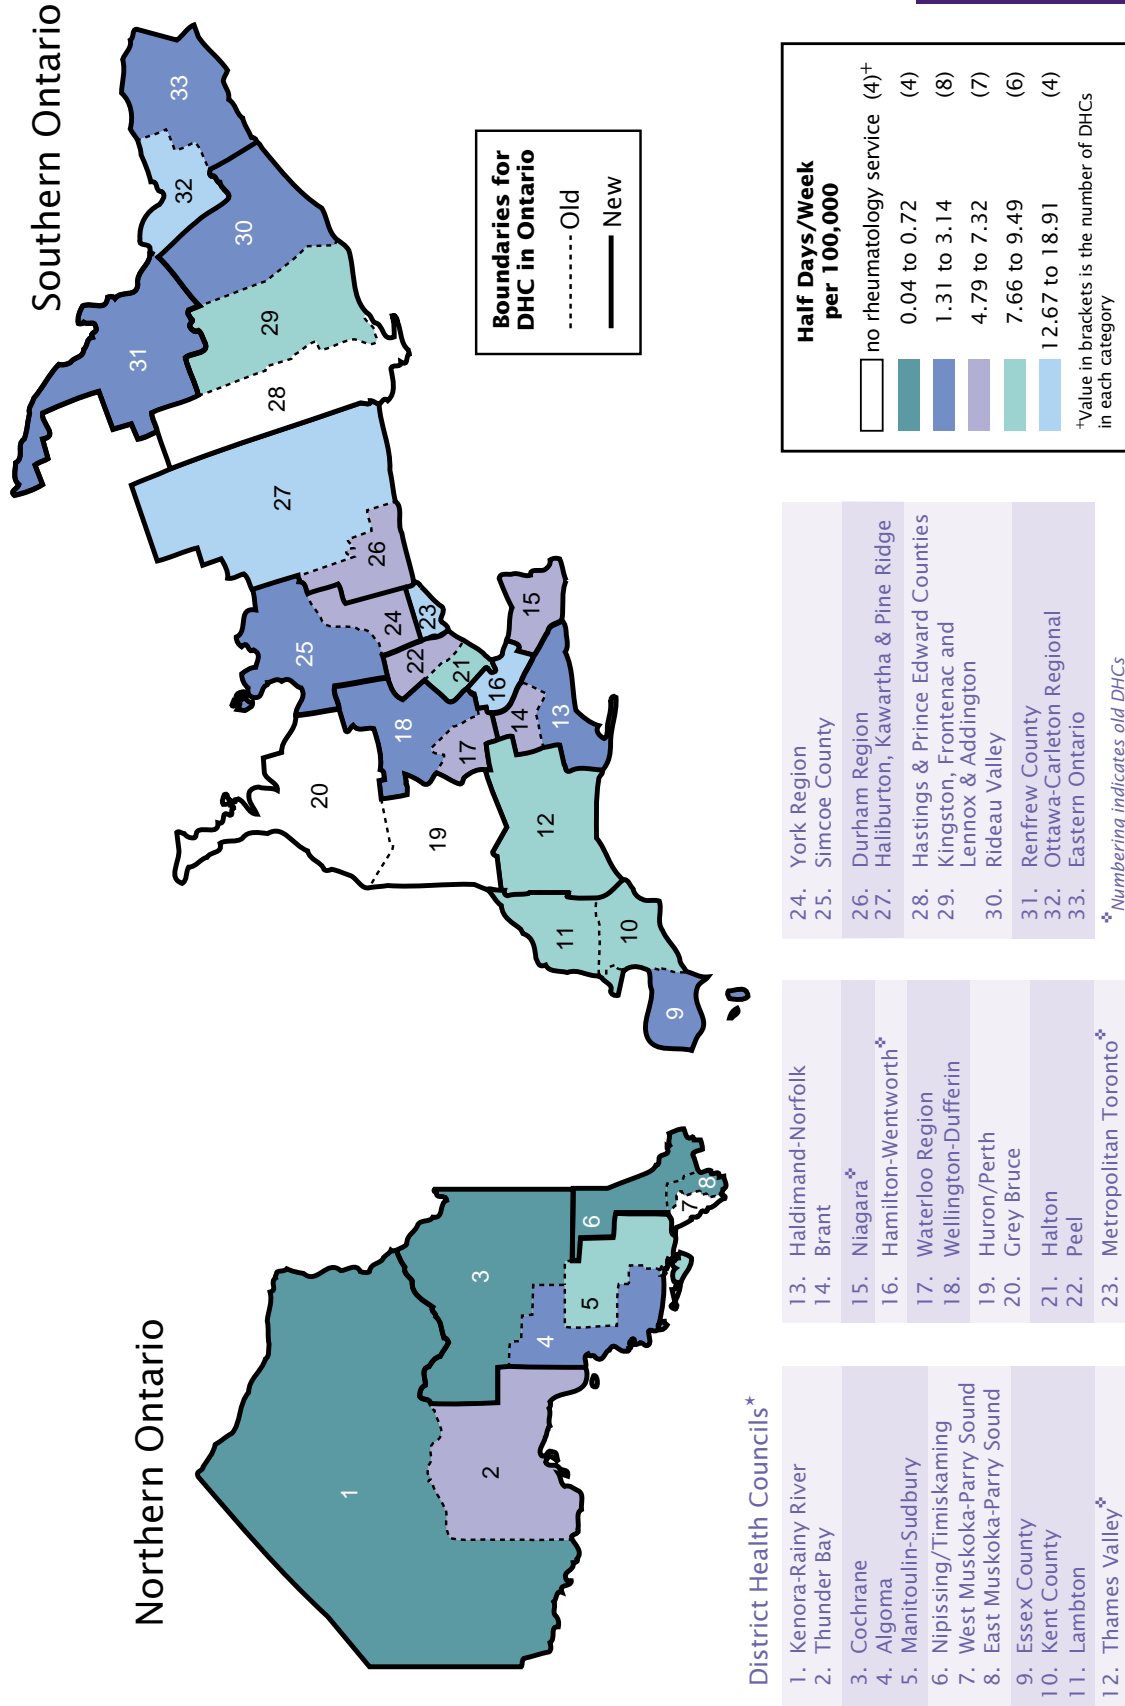 Northern Ontario
1
2
3
4
5
6
7
8
Southern Ontario
9
10
11
12
13
14
15
16
17
18
19
20
21
22
23
24
25
26
27
28
29
30
31
32
33
Boundaries for
DHC in Ontario
Old
New
District Health Councils*
1. Kenora-Rainy River
2. Thunder Bay
3. Cochrane
4. Algoma
5. Manitoulin-Sudbury
6. Nipissing/Timiskaming
7. West Muskoka-Parry Sound
8. East Muskoka-Parry Sound
9. Essex County
10. Kent County
11. Lambton
12. Thames Valley✤
13. Haldimand-Norfolk
14. Brant
15. Niagara✤
16. Hamilton-Wentworth✤
17. Waterloo Region
18. Wellington-Dufferin
19. Huron/Perth
20. Grey Bruce
21. Halton
22. Peel
23. Metropolitan Toronto✤
24. York Region
25. Simcoe County
26. Durham Region
27. Haliburton, Kawartha & Pine Ridge
28. Hastings & Prince Edward Counties
29. Kingston, Frontenac and
Lennox & Addington
30. Rideau Valley
31. Renfrew County
32. Ottawa-Carleton Regional
33. Eastern Ontario
✤Numbering indicates old DHCs
Half Days/Week
per 100,000
no rheumatology service (4)+
0.04 to 0.72 (4)
1.31 to 3.14 (8)
4.79 to 7.32 (7)
7.66 to 9.49 (6)
12.67 to 18.91 (4)
+Value in brackets is the number of DHCs
in each category